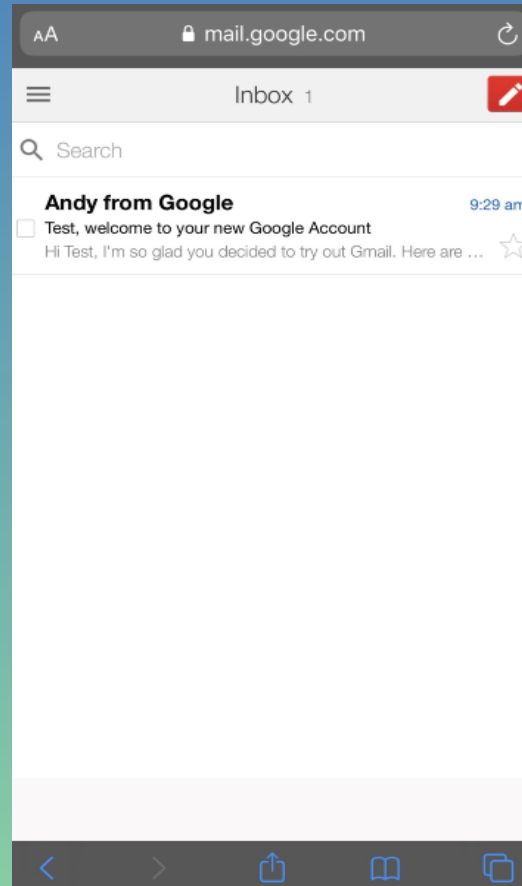 AA mail.google.com
Inbox 1
Search
Andy from Google 9:29 am
Test, welcome to your new Google Account
Hi Test, I'm so glad you decided to try out Gmail. Here are ...